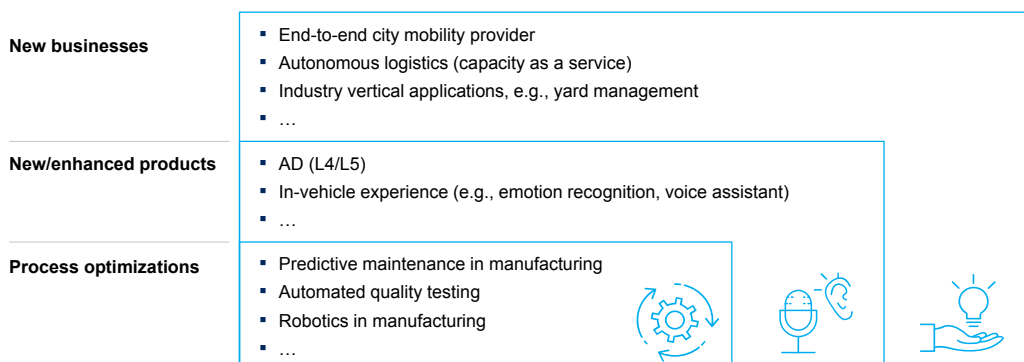 New businesses
▪ End-to-end city mobility provider
▪ Autonomous logistics (capacity as a service)
▪ Industry vertical applications, e.g., yard management
▪ …
New/enhanced products
▪ AD (L4/L5)
▪ In-vehicle experience (e.g., emotion recognition, voice assistant)
▪ …
Process optimizations
▪ Predictive maintenance in manufacturing
▪ Automated quality testing
▪ Robotics in manufacturing
▪ …